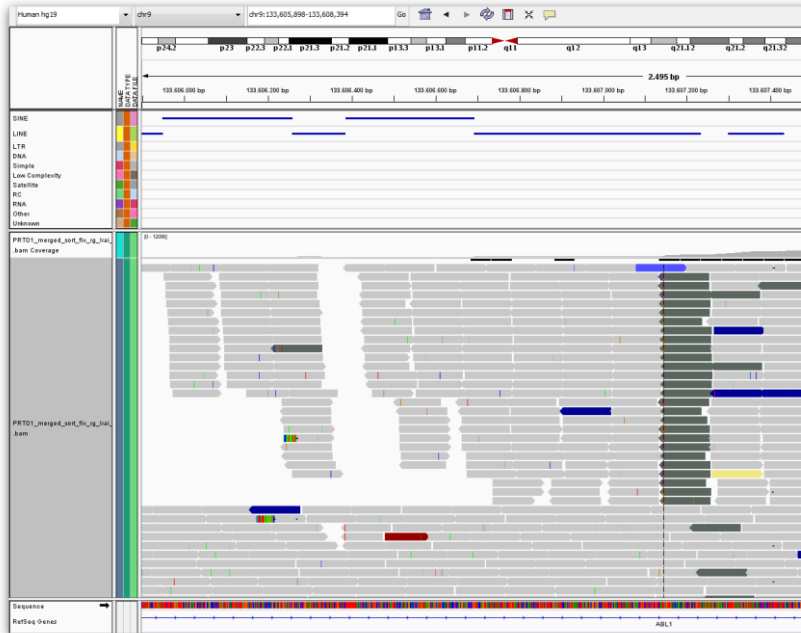 Human hg19 chr9 chr9:133,605,898-133,608,394 Go
p24.2 p23 p22.3 p22.1 p21.3 p21.2 p21.1 p13.3 p13.1 p11.2 q11 q12 q13 q21.12 q21.2 q21.32
NAME
DATA TYPE
DATA FILE
2.495 bp
133.606.000 bp 133.606.200 bp 133.606.400 bp 133.606.600 bp 133.606.800 bp 133.607.000 bp 133.607.200 bp 133.607.400 bp
SINE
LINE
LTR
DNA
Simple
Low Complexity
Satellite
RC
RNA
Other
Unknown
.bam Coverage
.bam
Sequence
RefSeq Genes
ABL1